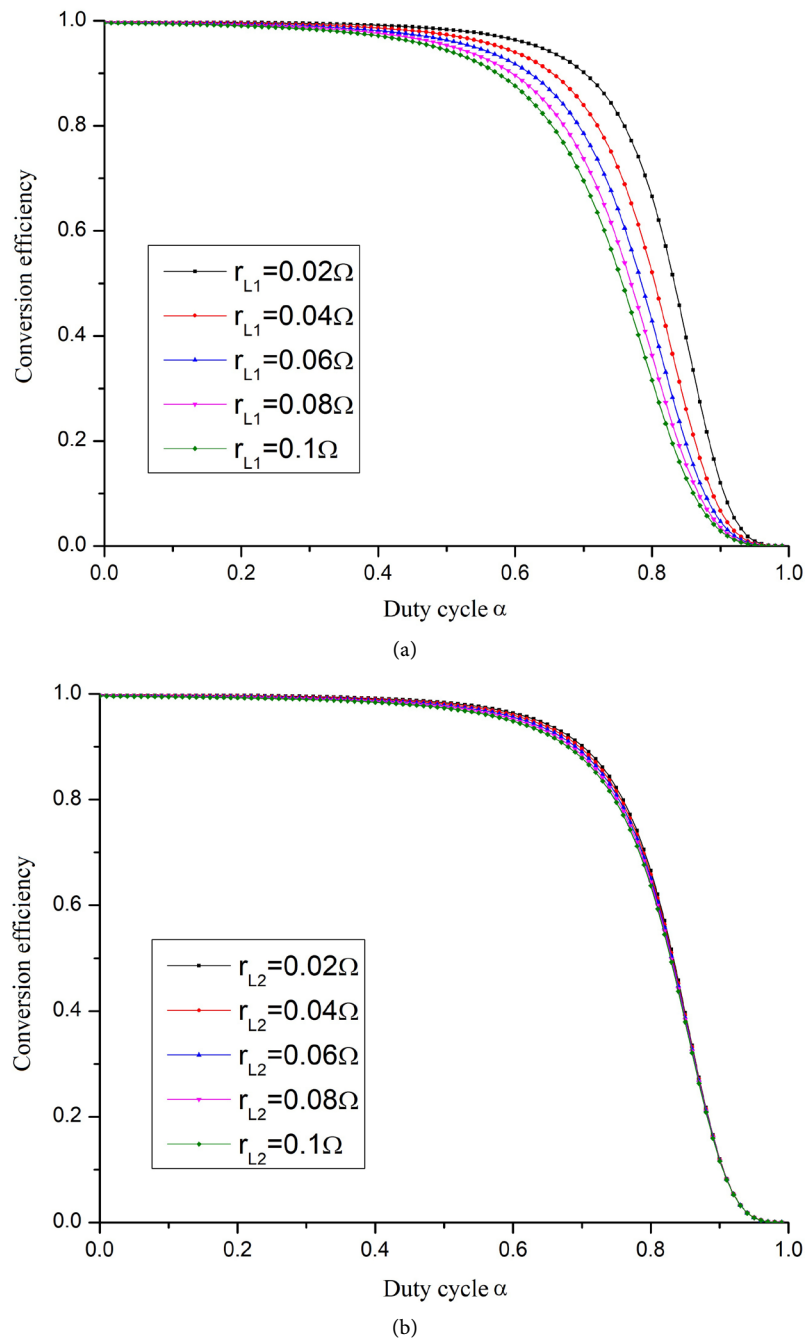 1.0
0.8
0.6
0.4
0.2
0.0
Conversion efficiency
r_L1=0.02Ω
r_L1=0.04Ω
r_L1=0.06Ω
r_L1=0.08Ω
r_L1=0.1Ω
0.0 0.2 0.4 0.6 0.8 1.0
Duty cycle α
(a)
1.0
0.8
0.6
0.4
0.2
0.0
Conversion efficiency
r_L2=0.02Ω
r_L2=0.04Ω
r_L2=0.06Ω
r_L2=0.08Ω
r_L2=0.1Ω
0.0 0.2 0.4 0.6 0.8 1.0
Duty cycle α
(b)